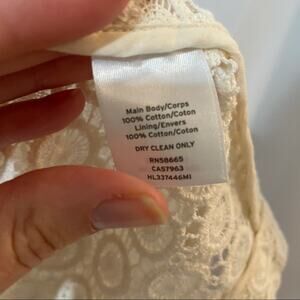 Main Body/Corps
100% Cotton/Coton
Lining/Envers
100% Cotton/Coton
DRY CLEAN ONLY
RN58665
CA57963
HL337446MI